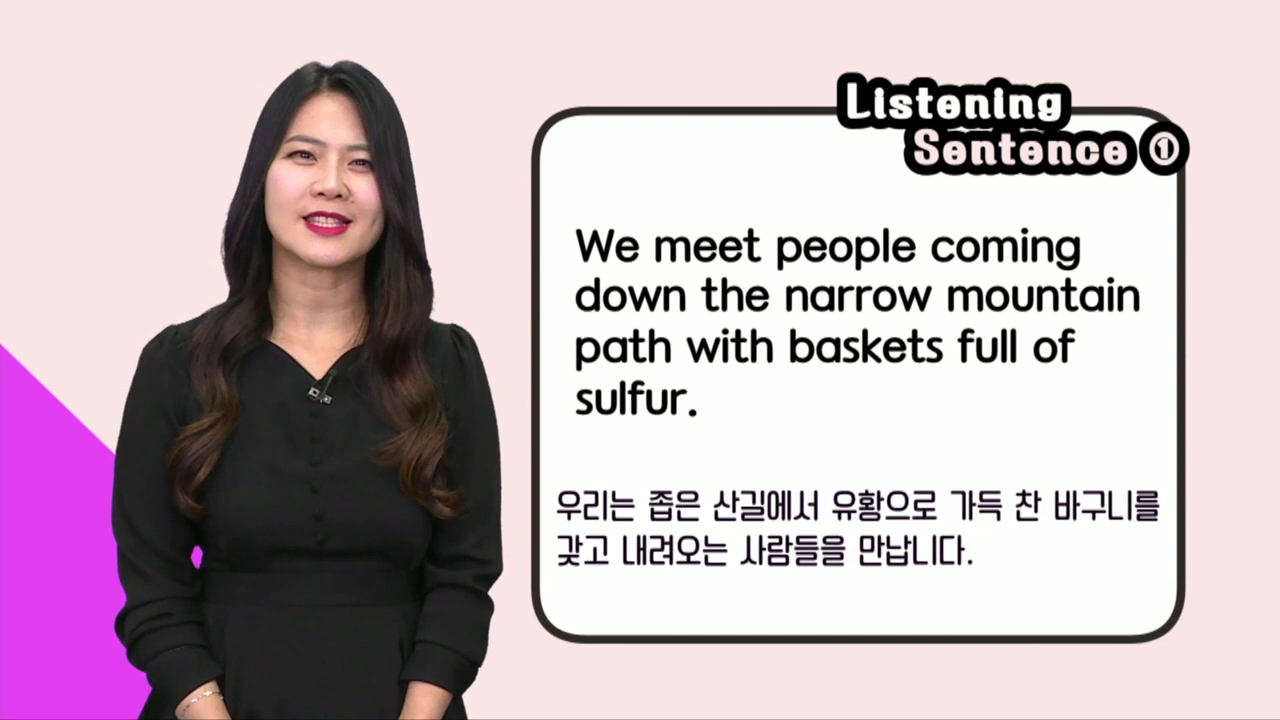 Listening
Sentence ①
We meet people coming
down the narrow mountain
path with baskets full of
sulfur.
우리는 좁은 산길에서 유황으로 가득 찬 바구니를
갖고 내려오는 사람들을 만납니다.